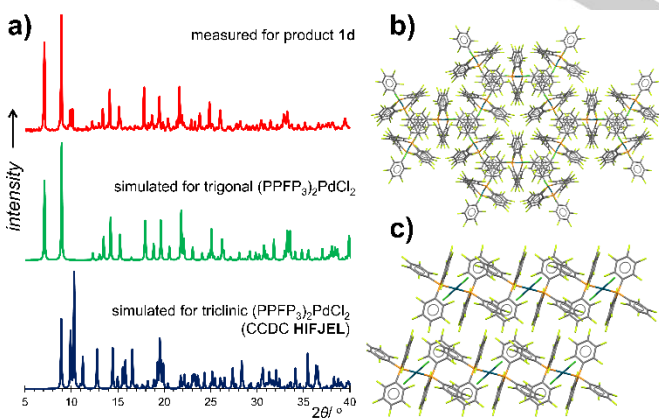 a)
measured for product 1d
intensity
simulated for trigonal (PPFP₃)₂PdCl₂
simulated for triclinic (PPFP₃)₂PdCl₂
(CCDC HIFJEL)
5 10 15 20 25 30 35 40
2θ/ °
b)
c)